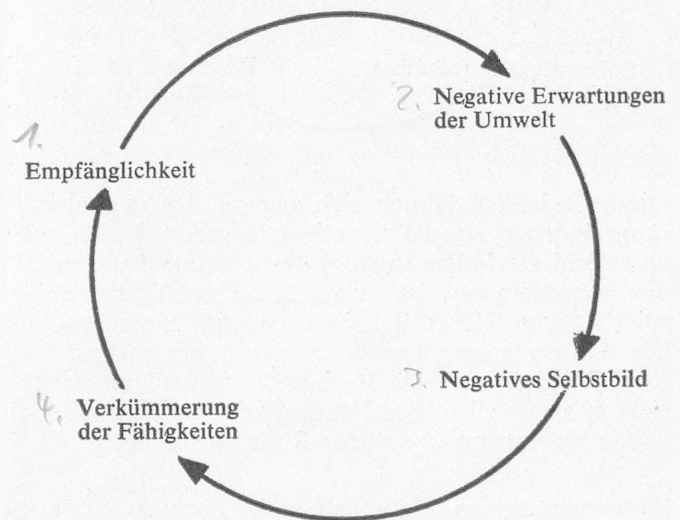 1.
Empfänglichkeit
2. Negative Erwartungen
der Umwelt
3. Negatives Selbstbild
4. Verkümmerung
der Fähigkeiten